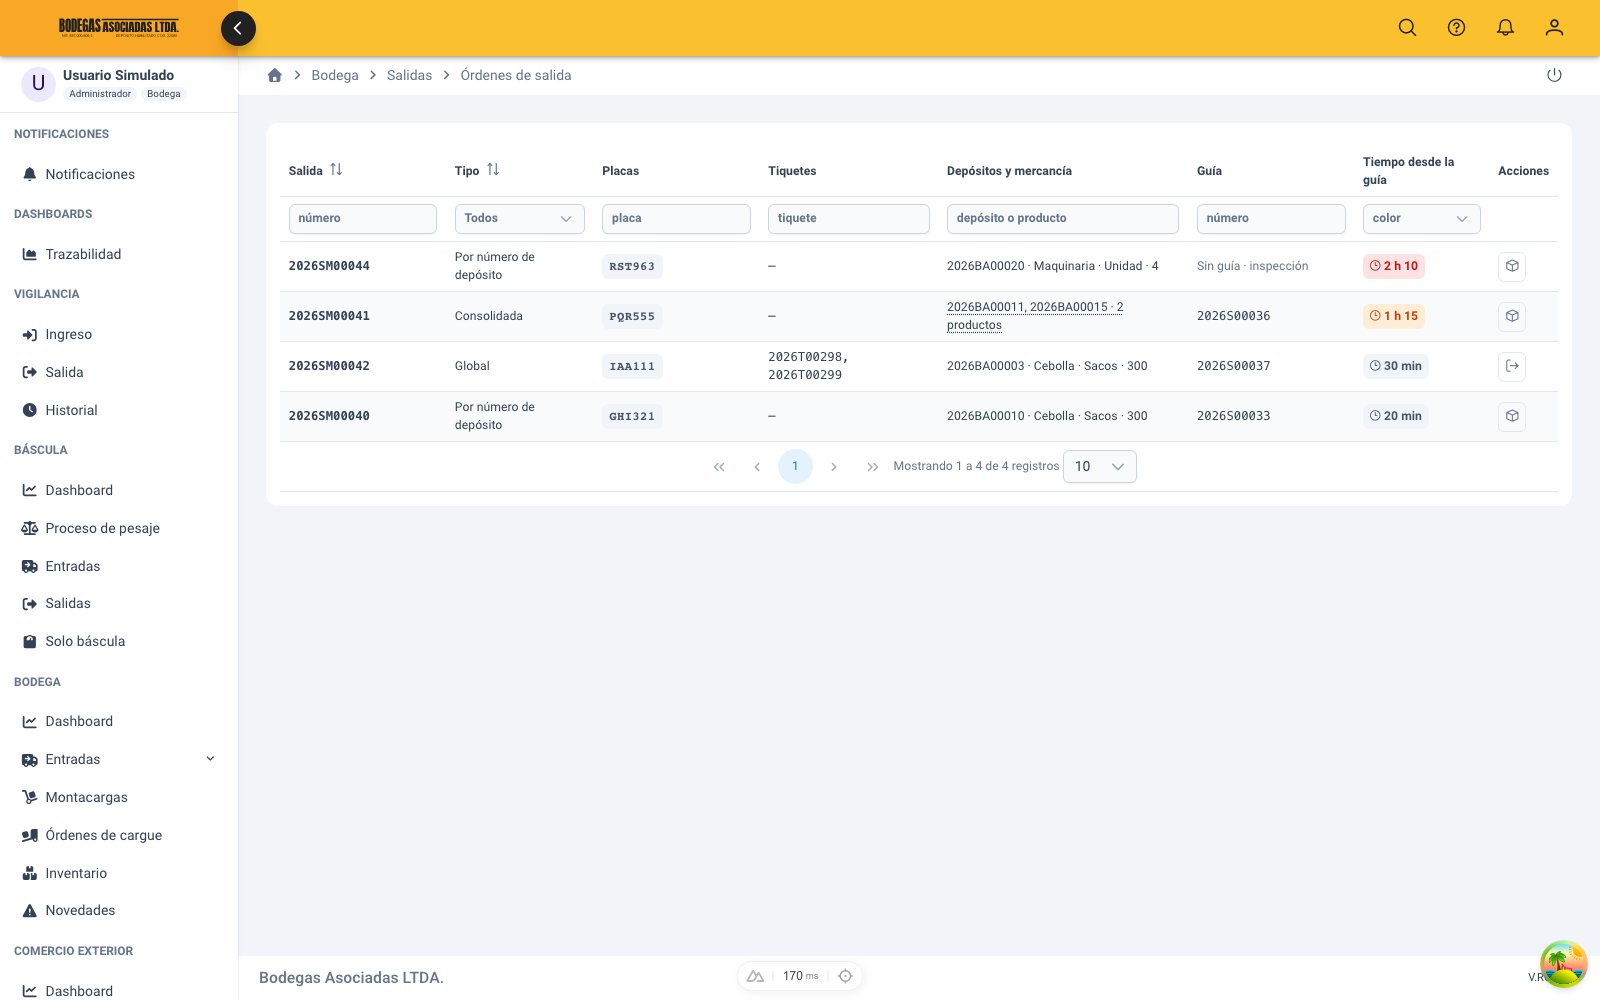 BODEGAS ASOCIADAS LTDA.
Usuario Simulado
U
Administrador Bodega
Bodega Salidas Órdenes de salida
NOTIFICACIONES
Notificaciones
DASHBOARDS
Trazabilidad
VIGILANCIA
Ingreso
Salida
Historial
BÁSCULA
Dashboard
Proceso de pesaje
Entradas
Salidas
Solo báscula
BODEGA
Dashboard
Entradas
Montacargas
Órdenes de cargue
Inventario
Novedades
COMERCIO EXTERIOR
Dashboard
Salida Tipo Placas Tiquetes Depósitos y mercancía Guía Tiempo desde la guía Acciones
número Todos placa tiquete depósito o producto número color
2026SM00044 Por número de depósito RST963 – 2026BA00020 · Maquinaria · Unidad · 4 Sin guía · inspección 2 h 10
2026SM00041 Consolidada PQR555 – 2026BA00011, 2026BA00015 · 2 productos 2026S00036 1 h 15
2026SM00042 Global IAA111 2026T00298, 2026T00299 2026BA00003 · Cebolla · Sacos · 300 2026S00037 30 min
2026SM00040 Por número de depósito GHI321 – 2026BA00010 · Cebolla · Sacos · 300 2026S00033 20 min
1 Mostrando 1 a 4 de 4 registros 10
Bodegas Asociadas LTDA.
170 ms